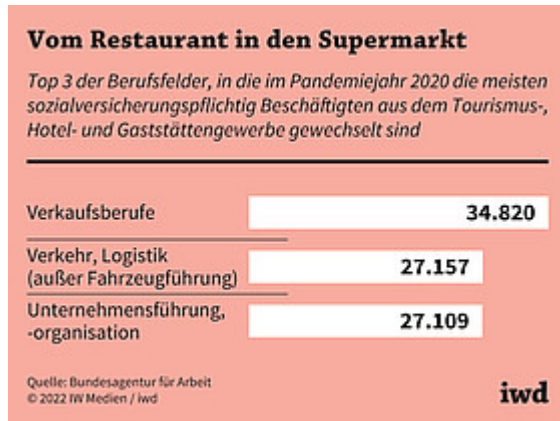 Vom Restaurant in den Supermarkt
Top 3 der Berufsfelder, in die im Pandemiejahr 2020 die meisten
sozialversicherungspflichtig Beschäftigten aus dem Tourismus-,
Hotel- und Gaststättengewerbe gewechselt sind
Verkaufsberufe 34.820
Verkehr, Logistik
(außer Fahrzeugführung) 27.157
Unternehmensführung,
-organisation 27.109
Quelle: Bundesagentur für Arbeit
© 2022 IW Medien / iwd
iwd